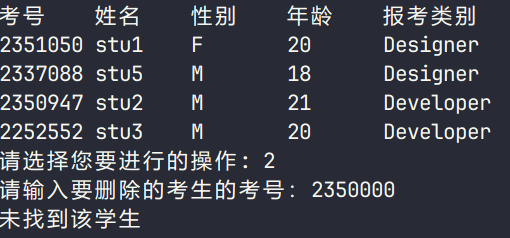 考号 姓名 性别 年龄 报考类别
2351050 stu1 F 20 Designer
2337088 stu5 M 18 Designer
2350947 stu2 M 21 Developer
2252552 stu3 M 20 Developer
请选择您要进行的操作: 2
请输入要删除的考生的考号: 2350000
未找到该学生